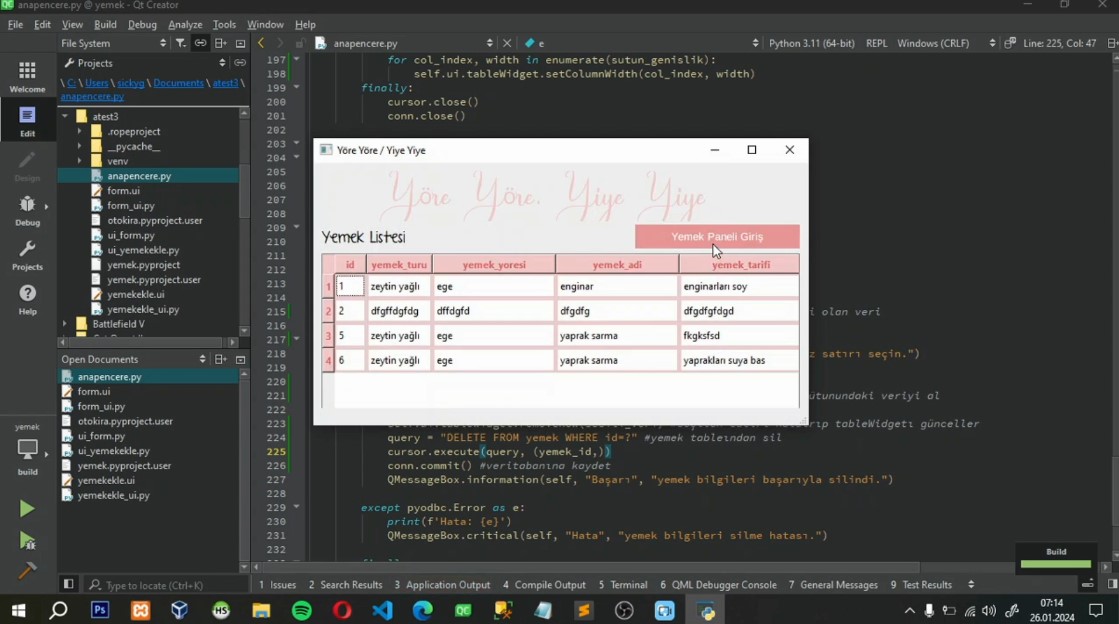 anapencere.py @ yemek - Qt Creator
File Edit View Build Debug Analyze Tools Window Help
File System
anapencere.py
e
Python 3.11 (64-bit) REPL Windows (CRLF) Line: 225, Col: 47
Projects
\ C: \ Users \ sickyg \ Documents \ atest3 \
anapencere.py
Welcome
Edit
Design
Debug
Projects
Help
yemek
build
atest3
.ropeproject
__pycache__
venv
anapencere.py
form.ui
form_ui.py
otokira.pyproject.user
ui_form.py
ui_yemekekle.py
yemek.pyproject
yemek.pyproject.user
yemekekle.ui
yemekekle_ui.py
Battlefield V
Open Documents
anapencere.py
form.ui
form_ui.py
otokira.pyproject.user
ui_form.py
ui_yemekekle.py
yemek.pyproject.user
yemekekle.ui
yemekekle_ui.py
197 for col_index, width in enumerate(sutun_genislik):
198 self.ui.tableWidget.setColumnWidth(col_index, width)
199 finally:
200 cursor.close()
201 conn.close()
202
203
204
205
206
207
208
209
210
211
212
213
214
215 olan veri
216
217
218 z satırı seçin.")
219
220
221 ütunundaki veriyi al
222
223
224 query = "DELETE FROM yemek WHERE id=?" #yemek tableından sil
225 cursor.execute(query, (yemek_id,))
226 conn.commit() #veritabanına kaydet
227 QMessageBox.information(self, "Başarı", "yemek bilgileri başarıyla silindi.")
228
229 except pyodbc.Error as e:
230 print(f'Hata: {e}')
231 QMessageBox.critical(self, "Hata", "yemek bilgileri silme hatası.")
232
Yöre Yöre / Yiye Yiye
Yöre Yöre, Yiye Yiye
Yemek Listesi
Yemek Paneli Giriş
id yemek_turu yemek_yoresi yemek_adi yemek_tarifi
1 1 zeytin yağlı ege enginar enginarları soy
2 2 dfgffdgfdg dffdgfd dfgdfg dfgdfgfdgd
3 5 zeytin yağlı ege yaprak sarma fkgksfsd
4 6 zeytin yağlı ege yaprak sarma yaprakları suya bas
Build
Type to locate (Ctrl+K)
1 Issues 2 Search Results 3 Application Output 4 Compile Output 5 Terminal 6 QML Debugger Console 7 General Messages 9 Test Results
07:14
26.01.2024